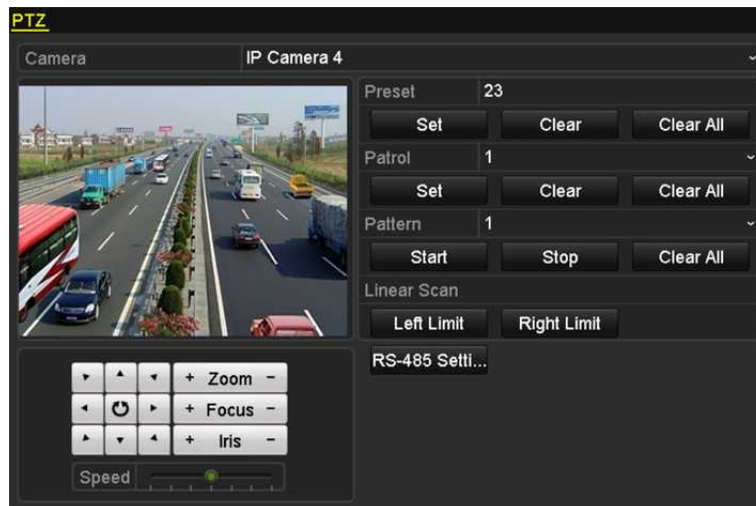 PTZ
Camera IP Camera 4
Preset 23
Set Clear Clear All
Patrol 1
Set Clear Clear All
Pattern 1
Start Stop Clear All
Linear Scan
Left Limit Right Limit
RS-485 Setti...
+ Zoom -
+ Focus -
+ Iris -
Speed